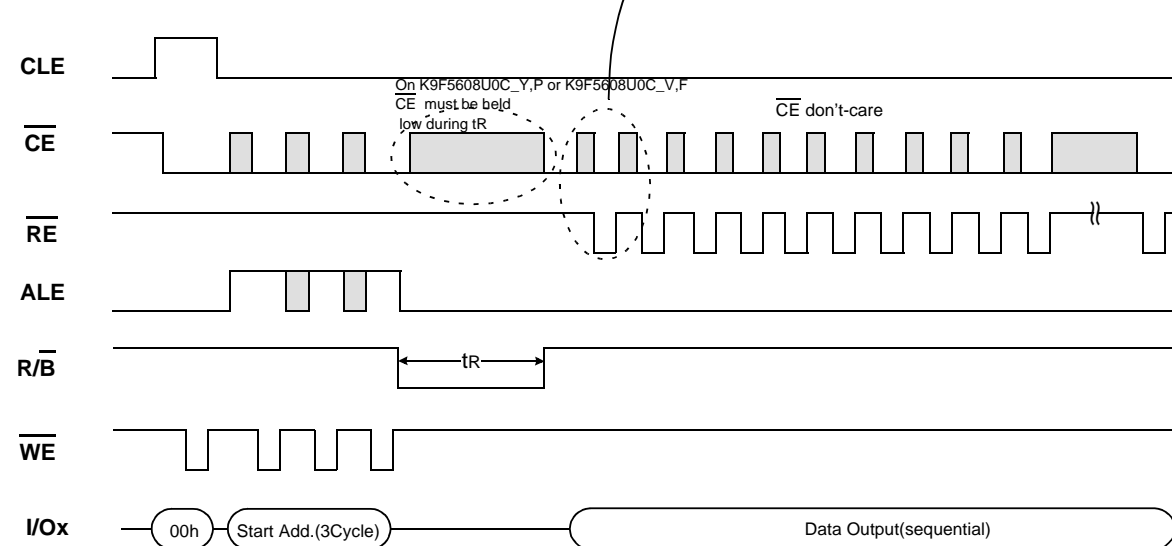 CLE
On K9F5608U0C_Y,P or K9F5608U0C_V,F
CE must be beld
low during tR
CE don't-care
CE
RE
ALE
R/B
tR
WE
I/Ox
00h
Start Add.(3Cycle)
Data Output(sequential)